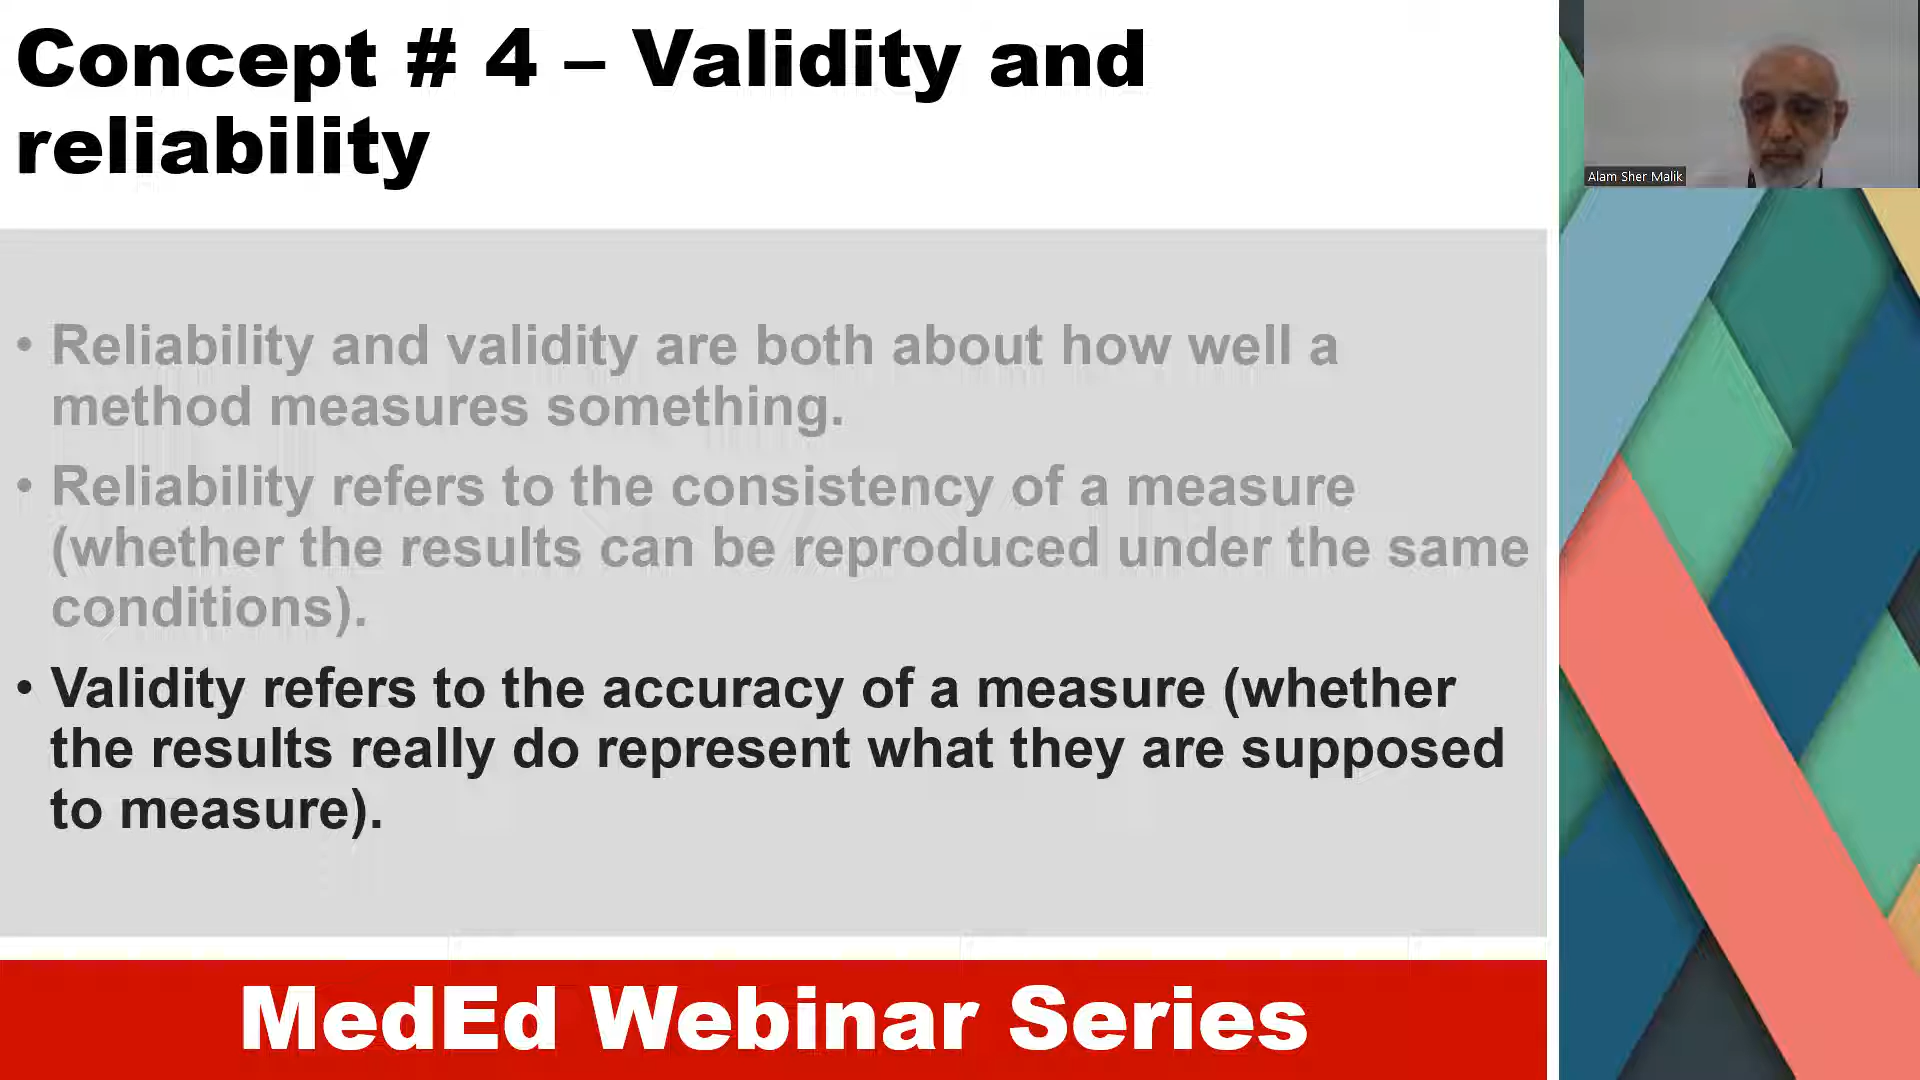 Concept # 4 – Validity and
reliability
Alam Sher Malik
• Reliability and validity are both about how well a
method measures something.
• Reliability refers to the consistency of a measure
(whether the results can be reproduced under the same
conditions).
• Validity refers to the accuracy of a measure (whether
the results really do represent what they are supposed
to measure).
MedEd Webinar Series